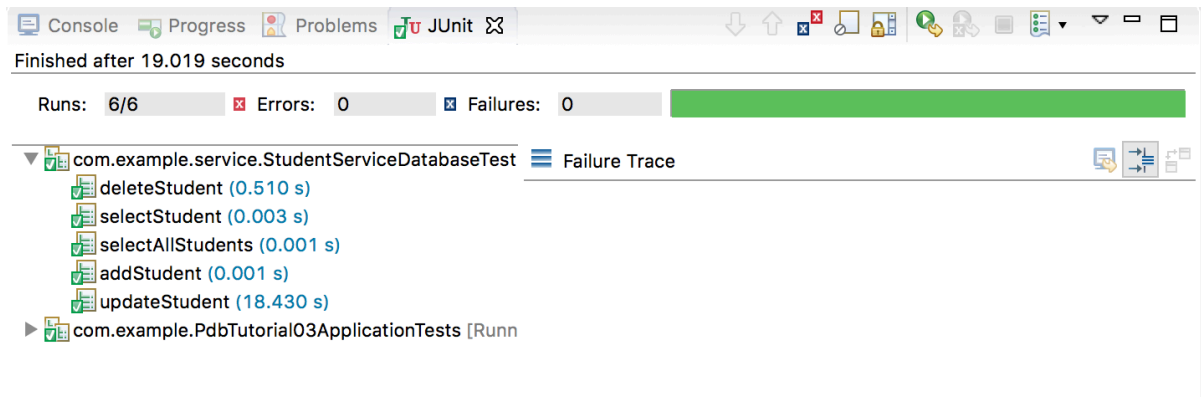 Console Progress Problems JU JUnit
Finished after 19.019 seconds
Runs: 6/6 Errors: 0 Failures: 0
com.example.service.StudentServiceDatabaseTest Failure Trace
deleteStudent (0.510 s)
selectStudent (0.003 s)
selectAllStudents (0.001 s)
addStudent (0.001 s)
updateStudent (18.430 s)
com.example.PdbTutorial03ApplicationTests [Runn